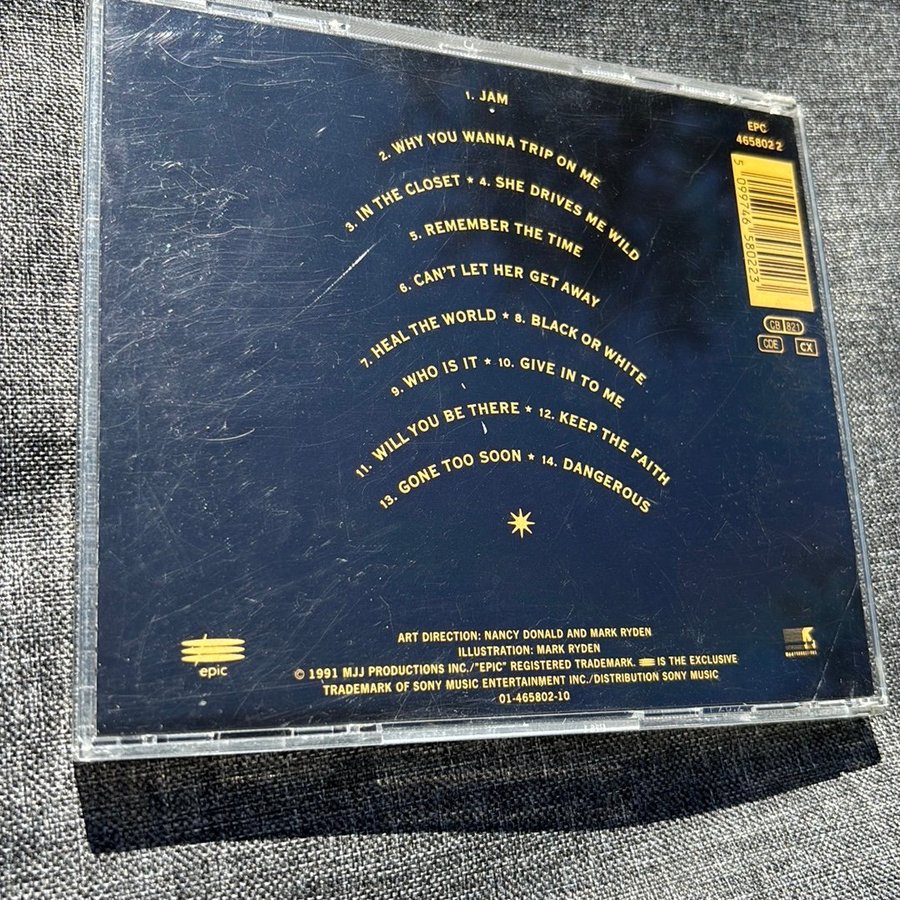 1. JAM
2. WHY YOU WANNA TRIP ON ME
3. IN THE CLOSET ★ 4. SHE DRIVES ME WILD
5. REMEMBER THE TIME
6. CAN'T LET HER GET AWAY
7. HEAL THE WORLD ★ 8. BLACK OR WHITE
9. WHO IS IT ★ 10. GIVE IN TO ME
11. WILL YOU BE THERE ★ 12. KEEP THE FAITH
13. GONE TOO SOON ★ 14. DANGEROUS
EPC
465802 2
5 099746 580223
CB 821
CDE CX
epic
ART DIRECTION: NANCY DONALD AND MARK RYDEN
ILLUSTRATION: MARK RYDEN
© 1991 MJJ PRODUCTIONS INC./"EPIC" REGISTERED TRADEMARK. IS THE EXCLUSIVE
TRADEMARK OF SONY MUSIC ENTERTAINMENT INC./DISTRIBUTION SONY MUSIC
01-465802-10